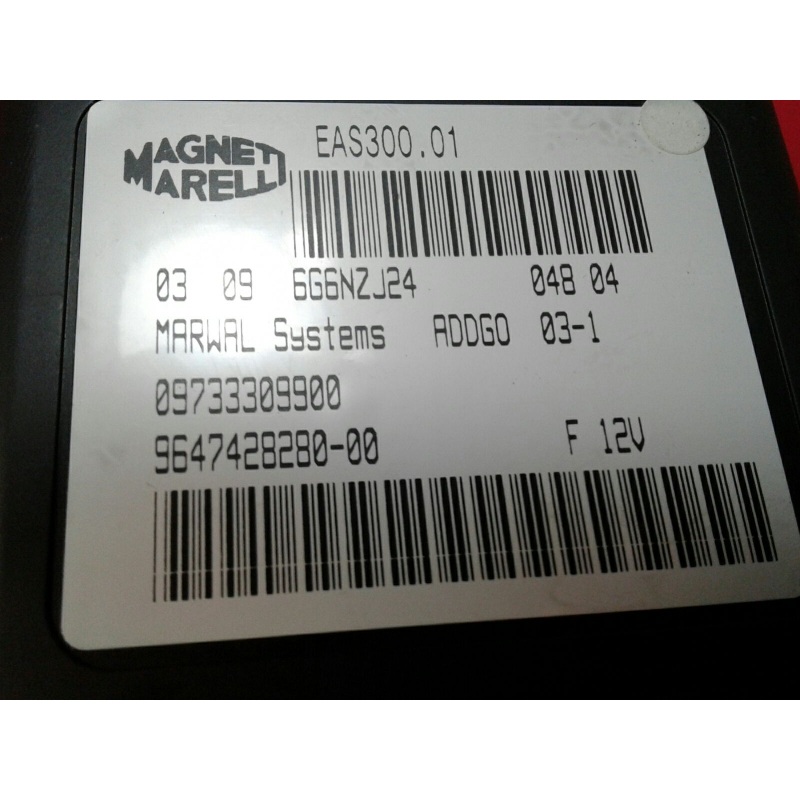 MAGNETI
MARELLI
EAS300.01
03 09 6G6NZJ24 048 04
MARWAL Systems ADDGO 03-1
09733309900
9647428280-00 F 12V